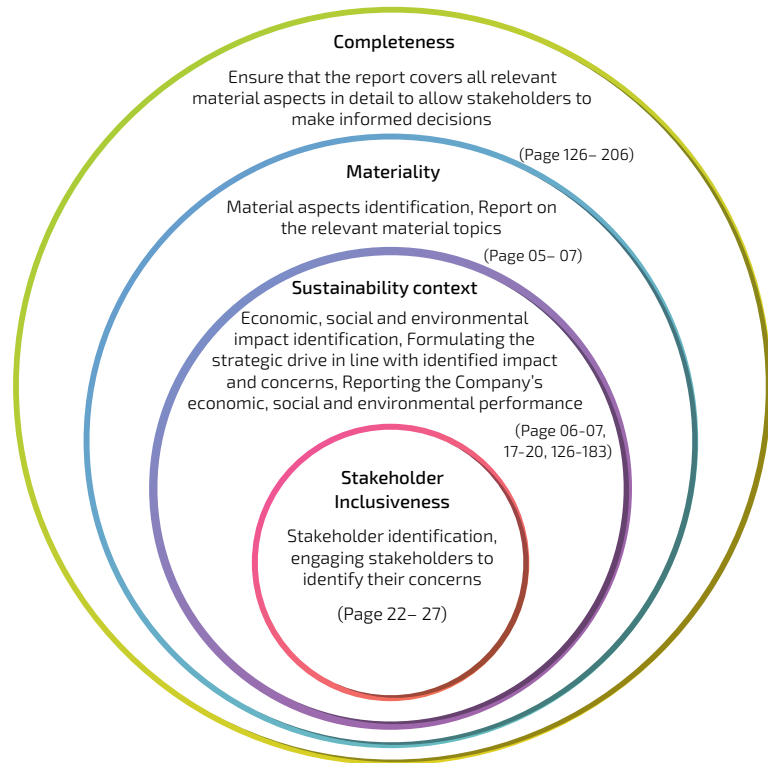 Completeness
Ensure that the report covers all relevant
material aspects in detail to allow stakeholders to
make informed decisions
(Page 126– 206)
Materiality
Material aspects identification, Report on
the relevant material topics
(Page 05– 07)
Sustainability context
Economic, social and environmental
impact identification, Formulating the
strategic drive in line with identified impact
and concerns, Reporting the Company's
economic, social and environmental performance
(Page 06-07,
17-20, 126-183)
Stakeholder
Inclusiveness
Stakeholder identification,
engaging stakeholders to
identify their concerns
(Page 22– 27)